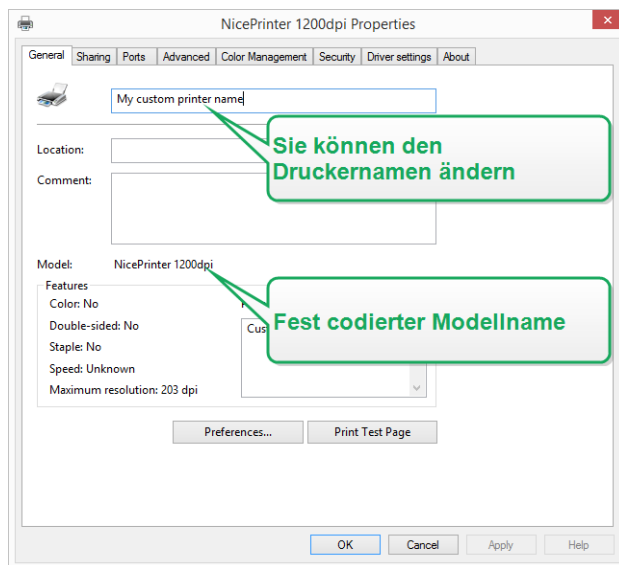 NicePrinter 1200dpi Properties
General Sharing Ports Advanced Color Management Security Driver settings About
My custom printer name
Sie können den
Druckernamen ändern
Location:
Comment:
Model: NicePrinter 1200dpi
Fest codierter Modellname
Features
Color: No
Double-sided: No
Staple: No
Speed: Unknown
Maximum resolution: 203 dpi
Preferences... Print Test Page
OK Cancel Apply Help